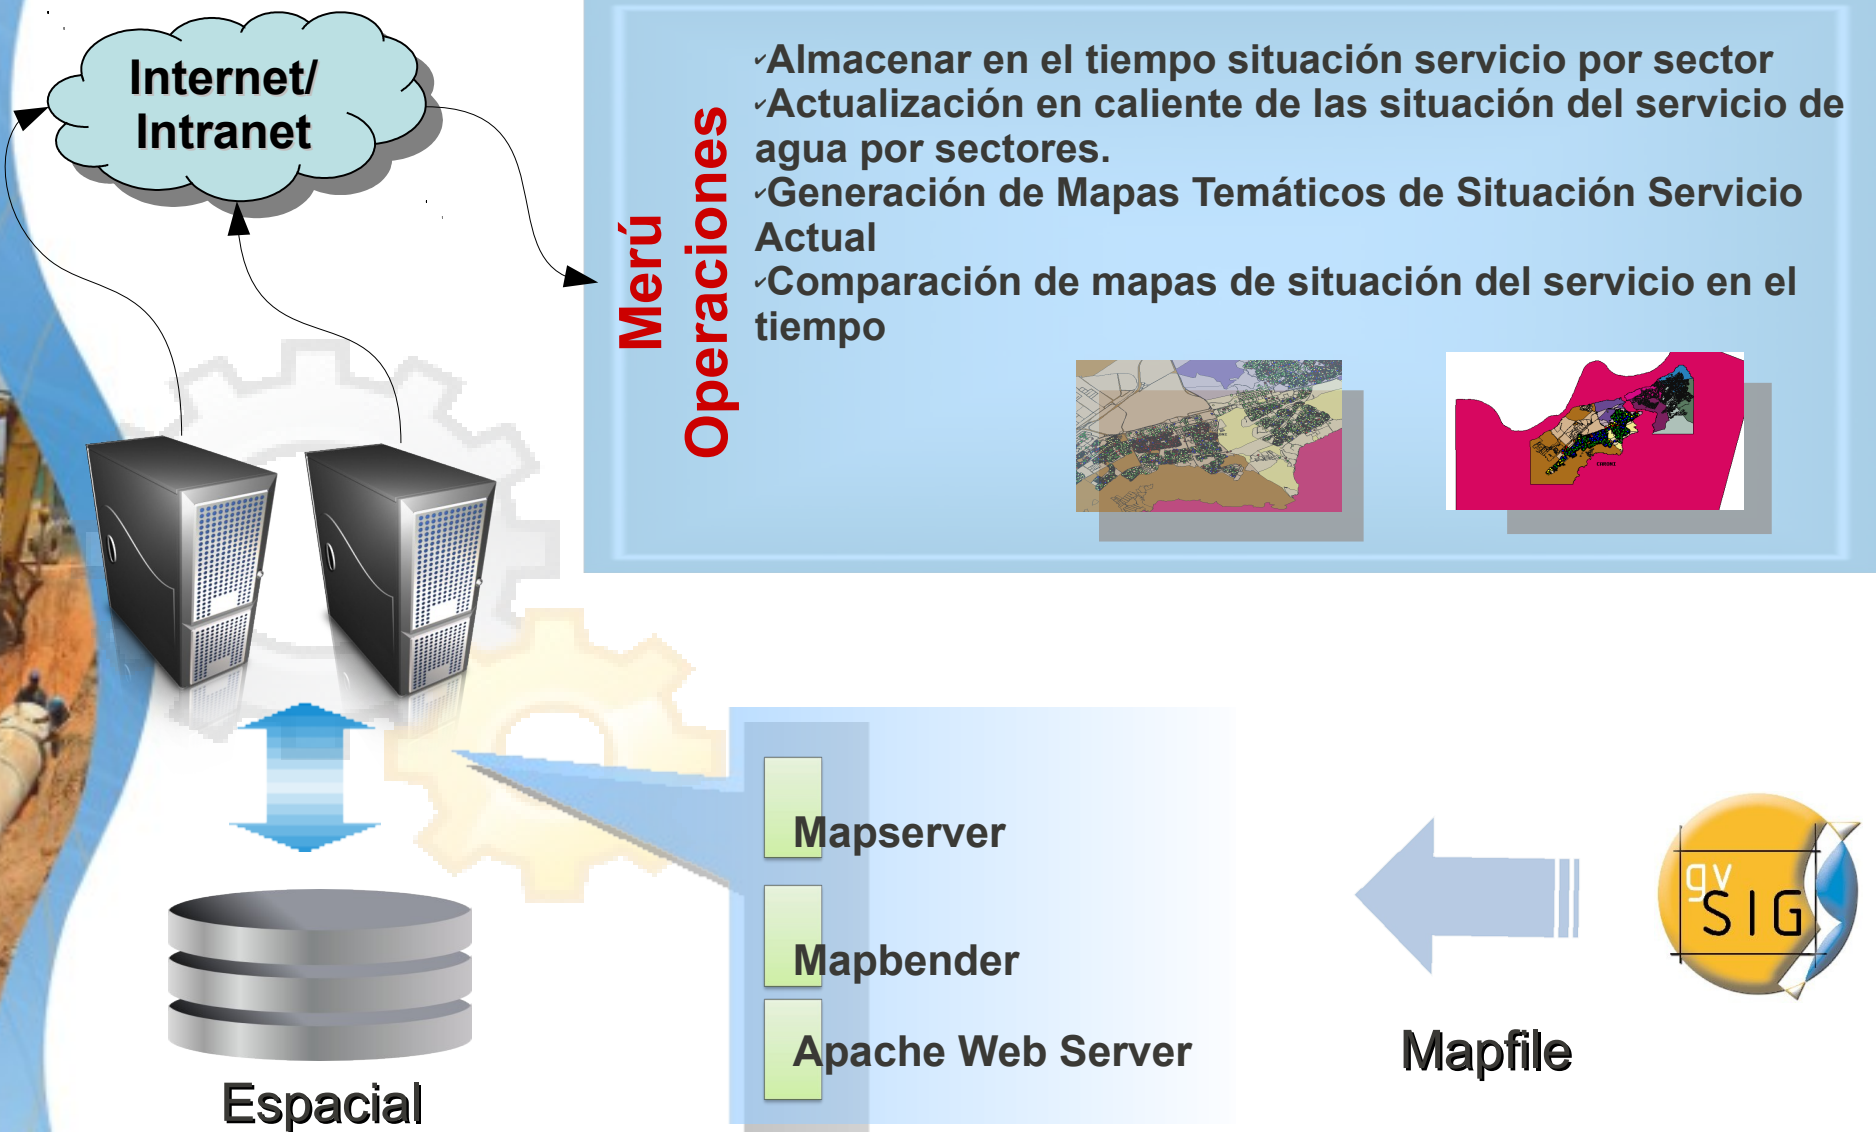 Internet/
Intranet
Merú
Operaciones
✓Almacenar en el tiempo situación servicio por sector
✓Actualización en caliente de las situación del servicio de
agua por sectores.
✓Generación de Mapas Temáticos de Situación Servicio
Actual
✓Comparación de mapas de situación del servicio en el
tiempo
Mapserver
Mapbender
Apache Web Server
gv
SIG
Mapfile
Espacial